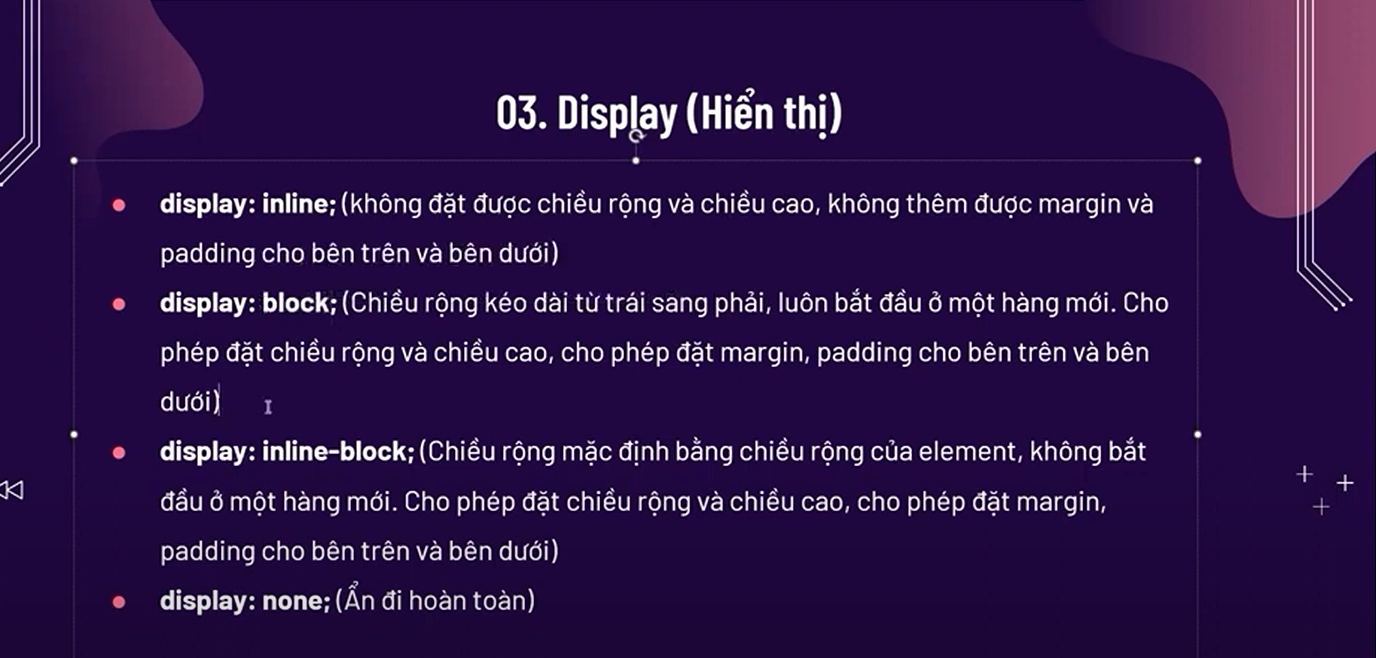 03. Display (Hiển thị)
display: inline; (không đặt được chiều rộng và chiều cao, không thêm được margin và
padding cho bên trên và bên dưới)
display: block; (Chiều rộng kéo dài từ trái sang phải, luôn bắt đầu ở một hàng mới. Cho
phép đặt chiều rộng và chiều cao, cho phép đặt margin, padding cho bên trên và bên
dưới)
display: inline-block; (Chiều rộng mặc định bằng chiều rộng của element, không bắt
đầu ở một hàng mới. Cho phép đặt chiều rộng và chiều cao, cho phép đặt margin,
padding cho bên trên và bên dưới)
display: none; (Ẩn đi hoàn toàn)